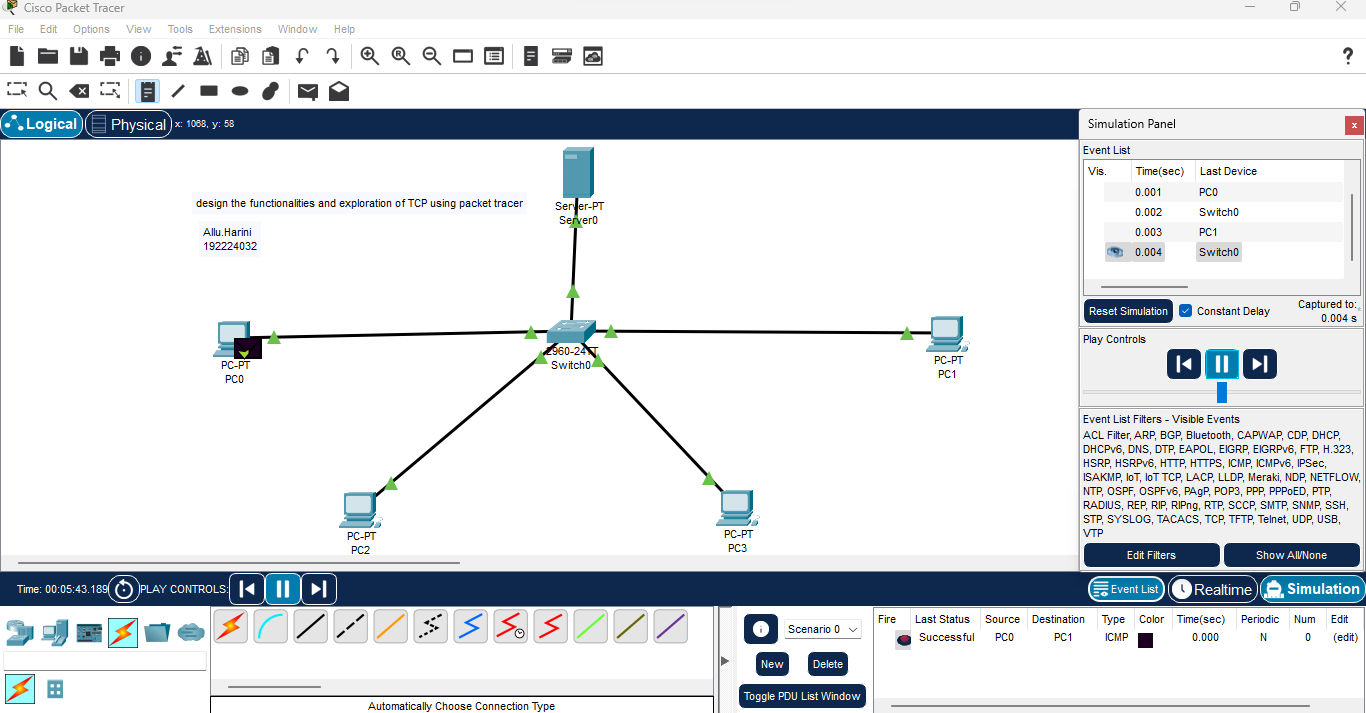 Cisco Packet Tracer
File Edit Options View Tools Extensions Window Help
Logical Physical x: 1068, y: 58
design the functionalities and exploration of TCP using packet tracer
Allu.Harini
192224032
Server-PT
Server0
PC-PT
PC0
2960-24TT
Switch0
PC-PT
PC1
PC-PT
PC2
PC-PT
PC3
Simulation Panel
x
Event List
Vis. Time(sec) Last Device
0.001 PC0
0.002 Switch0
0.003 PC1
0.004 Switch0
Reset Simulation Constant Delay Captured to:
0.004 s
Play Controls
Event List Filters - Visible Events
ACL Filter, ARP, BGP, Bluetooth, CAPWAP, CDP, DHCP,
DHCPv6, DNS, DTP, EAPOL, EIGRP, EIGRPv6, FTP, H.323,
HSRP, HSRPv6, HTTP, HTTPS, ICMP, ICMPv6, IPSec,
ISAKMP, IoT, IoT TCP, LACP, LLDP, Meraki, NDP, NETFLOW,
NTP, OSPF, OSPFv6, PAgP, POP3, PPP, PPPoED, PTP,
RADIUS, REP, RIP, RIPng, RTP, SCCP, SMTP, SNMP, SSH,
STP, SYSLOG, TACACS, TCP, TFTP, Telnet, UDP, USB,
VTP
Edit Filters Show All/None
Time: 00:05:43.189 PLAY CONTROLS: Event List Realtime Simulation
Automatically Choose Connection Type
Scenario 0
New Delete
Toggle PDU List Window
Fire Last Status Source Destination Type Color Time(sec) Periodic Num Edit
Successful PC0 PC1 ICMP 0.000 N 0 (edit)